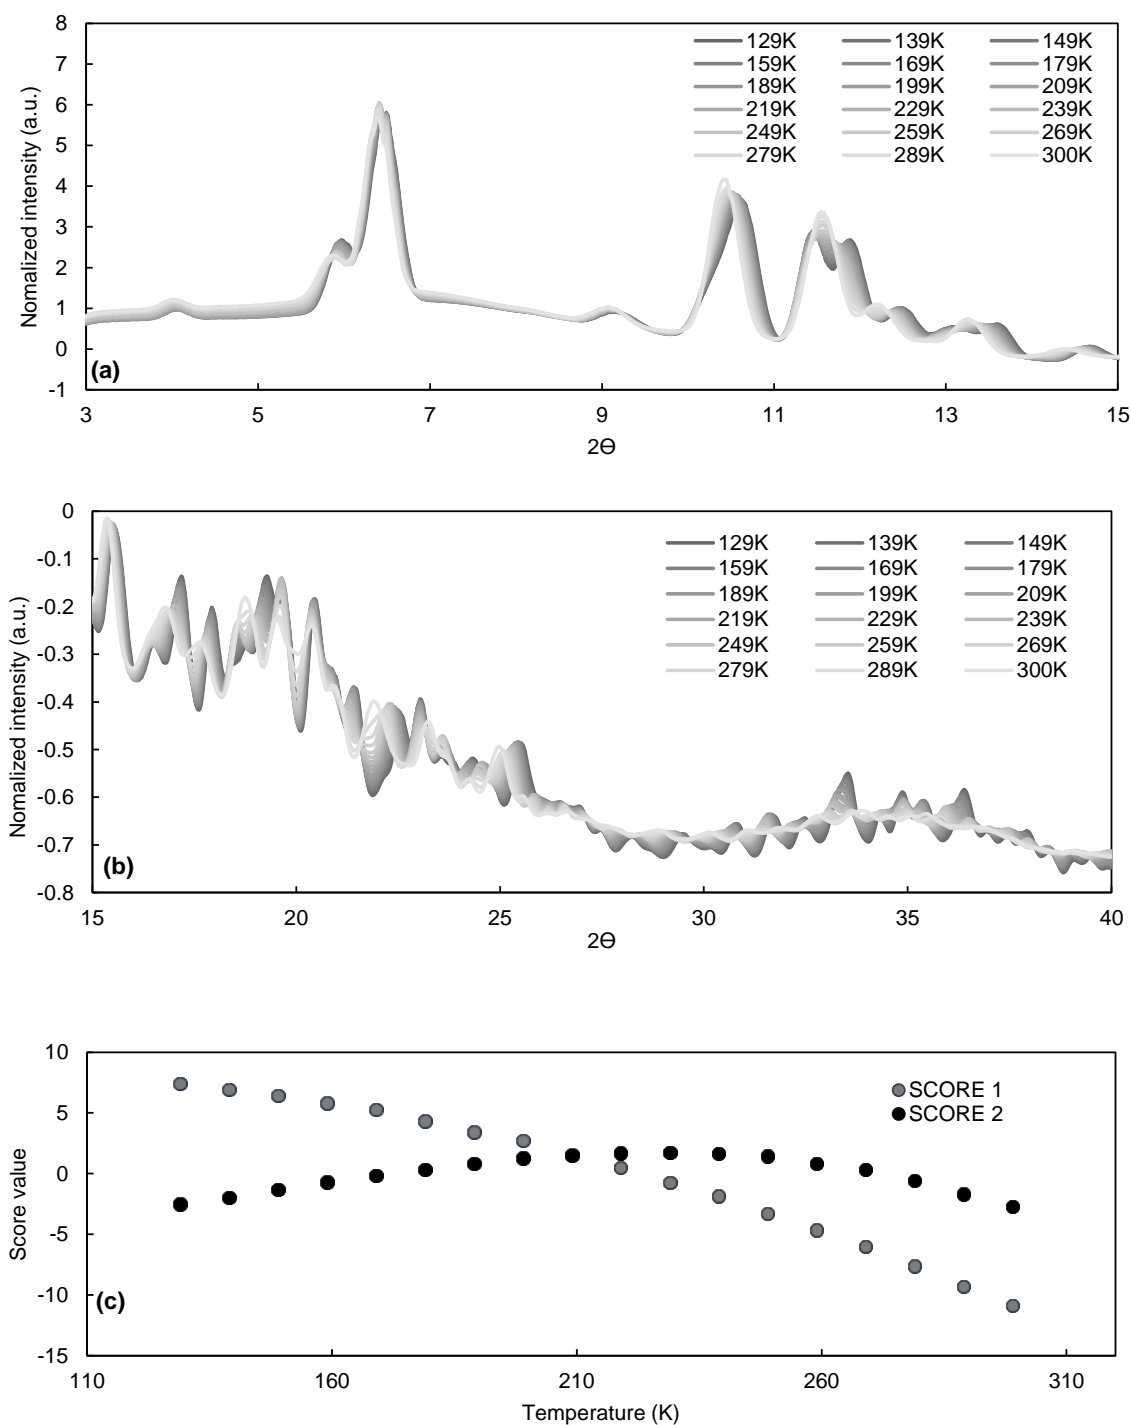 8
7
6
5
4
3
2
1
0
-1
Nomalized intensity (a.u.)
129K 139K 149K
159K 169K 179K
189K 199K 209K
219K 229K 239K
249K 259K 269K
279K 289K 300K
(a)
3 5 7 9 11 13 15
2Ɵ
0
-0.1
-0.2
-0.3
-0.4
-0.5
-0.6
-0.7
-0.8
Nomalized intensity (a.u.)
129K 139K 149K
159K 169K 179K
189K 199K 209K
219K 229K 239K
249K 259K 269K
279K 289K 300K
(b)
15 20 25 30 35 40
2Ɵ
10
5
0
-5
-10
-15
Score value
SCORE 1
SCORE 2
(c)
110 160 210 260 310
Temperature (K)